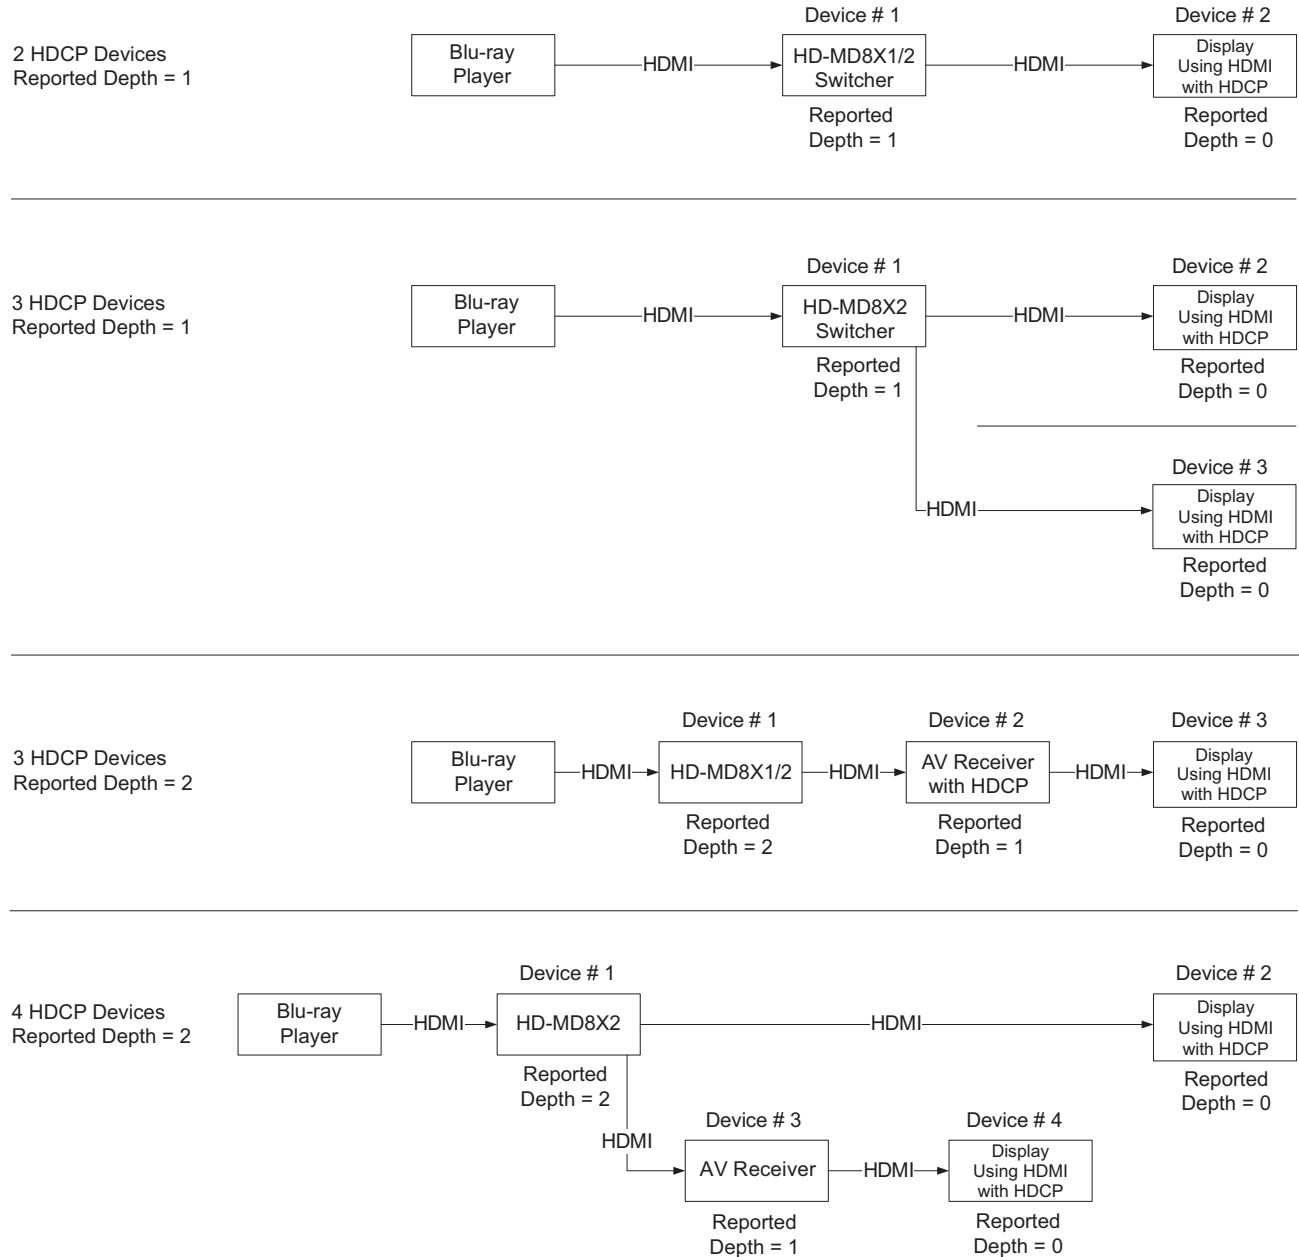 Device # 1
Device # 2
2 HDCP Devices
Reported Depth = 1
Blu-ray
Player
HDMI
HD-MD8X1/2
Switcher
HDMI
Display
Using HDMI
with HDCP
Reported
Depth = 1
Reported
Depth = 0
Device # 1
Device # 2
3 HDCP Devices
Reported Depth = 1
Blu-ray
Player
HDMI
HD-MD8X2
Switcher
HDMI
Display
Using HDMI
with HDCP
Reported
Depth = 1
Reported
Depth = 0
Device # 3
HDMI
Display
Using HDMI
with HDCP
Reported
Depth = 0
Device # 1
Device # 2
Device # 3
3 HDCP Devices
Reported Depth = 2
Blu-ray
Player
HDMI
HD-MD8X1/2
HDMI
AV Receiver
with HDCP
HDMI
Display
Using HDMI
with HDCP
Reported
Depth = 2
Reported
Depth = 1
Reported
Depth = 0
Device # 1
Device # 2
4 HDCP Devices
Reported Depth = 2
Blu-ray
Player
HDMI
HD-MD8X2
HDMI
Display
Using HDMI
with HDCP
Reported
Depth = 2
Reported
Depth = 0
Device # 3
Device # 4
HDMI
AV Receiver
HDMI
Display
Using HDMI
with HDCP
Reported
Depth = 1
Reported
Depth = 0